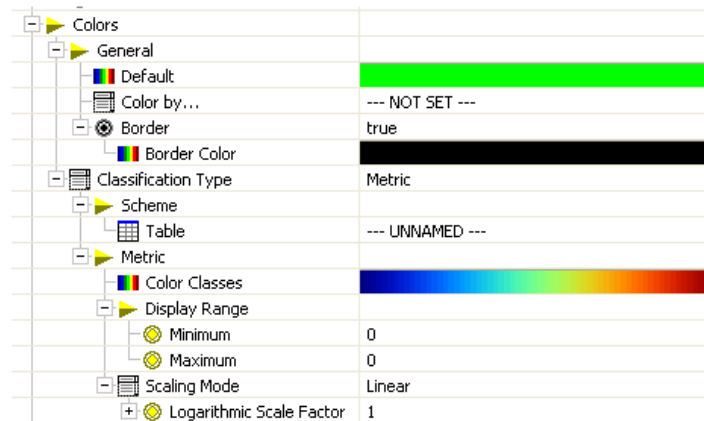 Colors
General
Default
Color by... --- NOT SET ---
Border true
Border Color
Classification Type Metric
Scheme
Table --- UNNAMED ---
Metric
Color Classes
Display Range
Minimum 0
Maximum 0
Scaling Mode Linear
Logarithmic Scale Factor 1